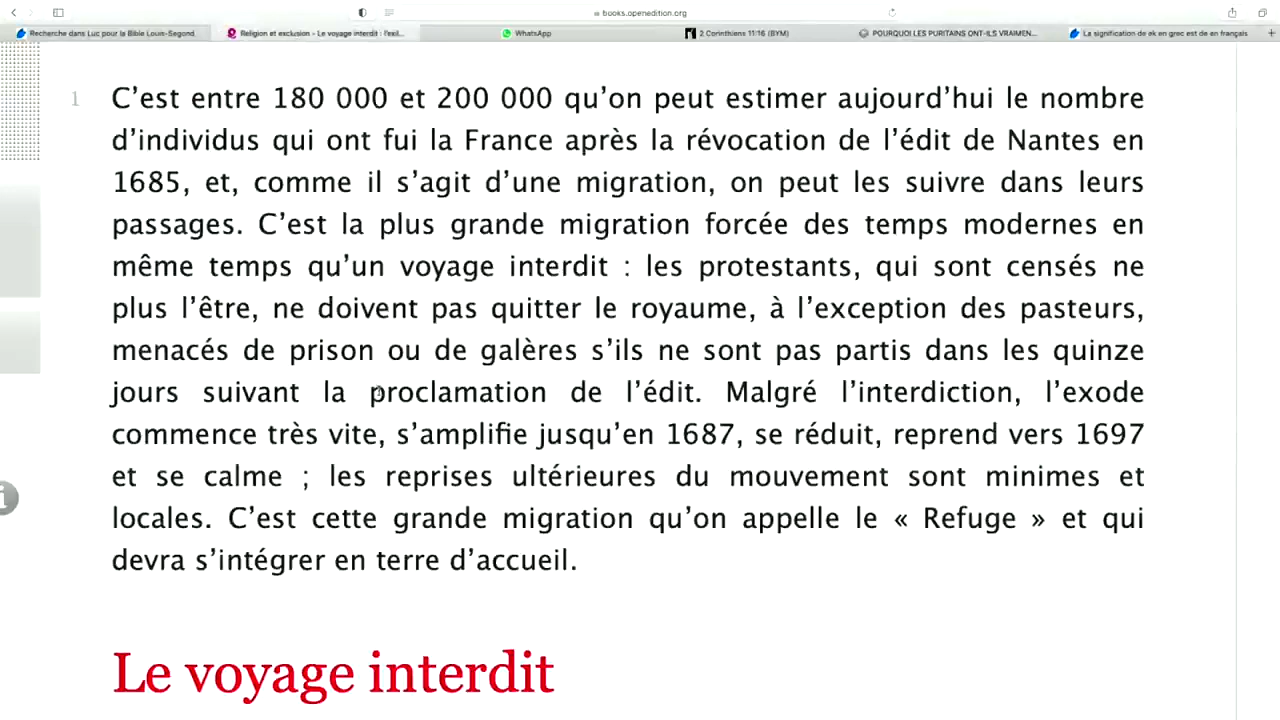 books.openedition.org
Recherche dans Luc pour la Bible Louis-Segond
Religion et exclusion - Le voyage interdit : l'exil...
WhatsApp
2 Corinthiens 11:16 (BYM)
POURQUOI LES PURITAINS ONT-ILS VRAIMEN...
La signification de ek en grec est de en français
1
C'est entre 180 000 et 200 000 qu'on peut estimer aujourd'hui le nombre
d'individus qui ont fui la France après la révocation de l'édit de Nantes en
1685, et, comme il s'agit d'une migration, on peut les suivre dans leurs
passages. C'est la plus grande migration forcée des temps modernes en
même temps qu'un voyage interdit : les protestants, qui sont censés ne
plus l'être, ne doivent pas quitter le royaume, à l'exception des pasteurs,
menacés de prison ou de galères s'ils ne sont pas partis dans les quinze
jours suivant la proclamation de l'édit. Malgré l'interdiction, l'exode
commence très vite, s'amplifie jusqu'en 1687, se réduit, reprend vers 1697
et se calme ; les reprises ultérieures du mouvement sont minimes et
locales. C'est cette grande migration qu'on appelle le « Refuge » et qui
devra s'intégrer en terre d'accueil.
Le voyage interdit